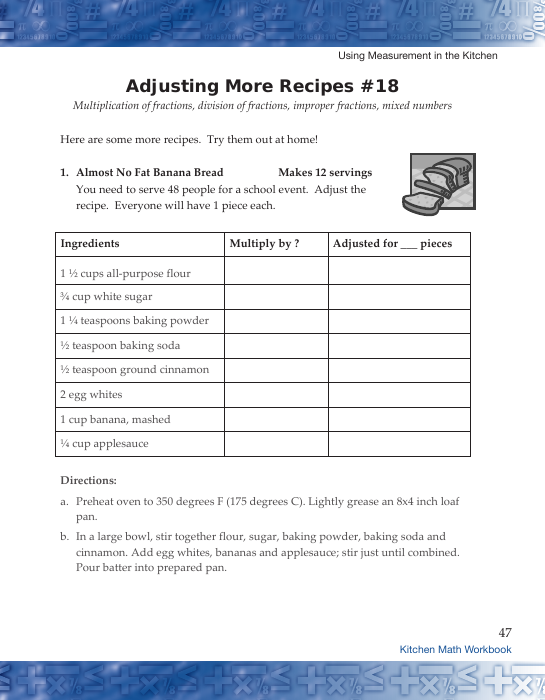 Using Measurement in the Kitchen
Adjusting More Recipes #18
Multiplication of fractions, division of fractions, improper fractions, mixed numbers
Here are some more recipes. Try them out at home!
1. Almost No Fat Banana Bread Makes 12 servings
You need to serve 48 people for a school event. Adjust the
recipe. Everyone will have 1 piece each.
Ingredients Multiply by ? Adjusted for ___ pieces
1 ½ cups all-purpose flour
¾ cup white sugar
1 ¼ teaspoons baking powder
½ teaspoon baking soda
½ teaspoon ground cinnamon
2 egg whites
1 cup banana, mashed
¼ cup applesauce
Directions:
a. Preheat oven to 350 degrees F (175 degrees C). Lightly grease an 8x4 inch loaf
pan.
b. In a large bowl, stir together flour, sugar, baking powder, baking soda and
cinnamon. Add egg whites, bananas and applesauce; stir just until combined.
Pour batter into prepared pan.
47
Kitchen Math Workbook